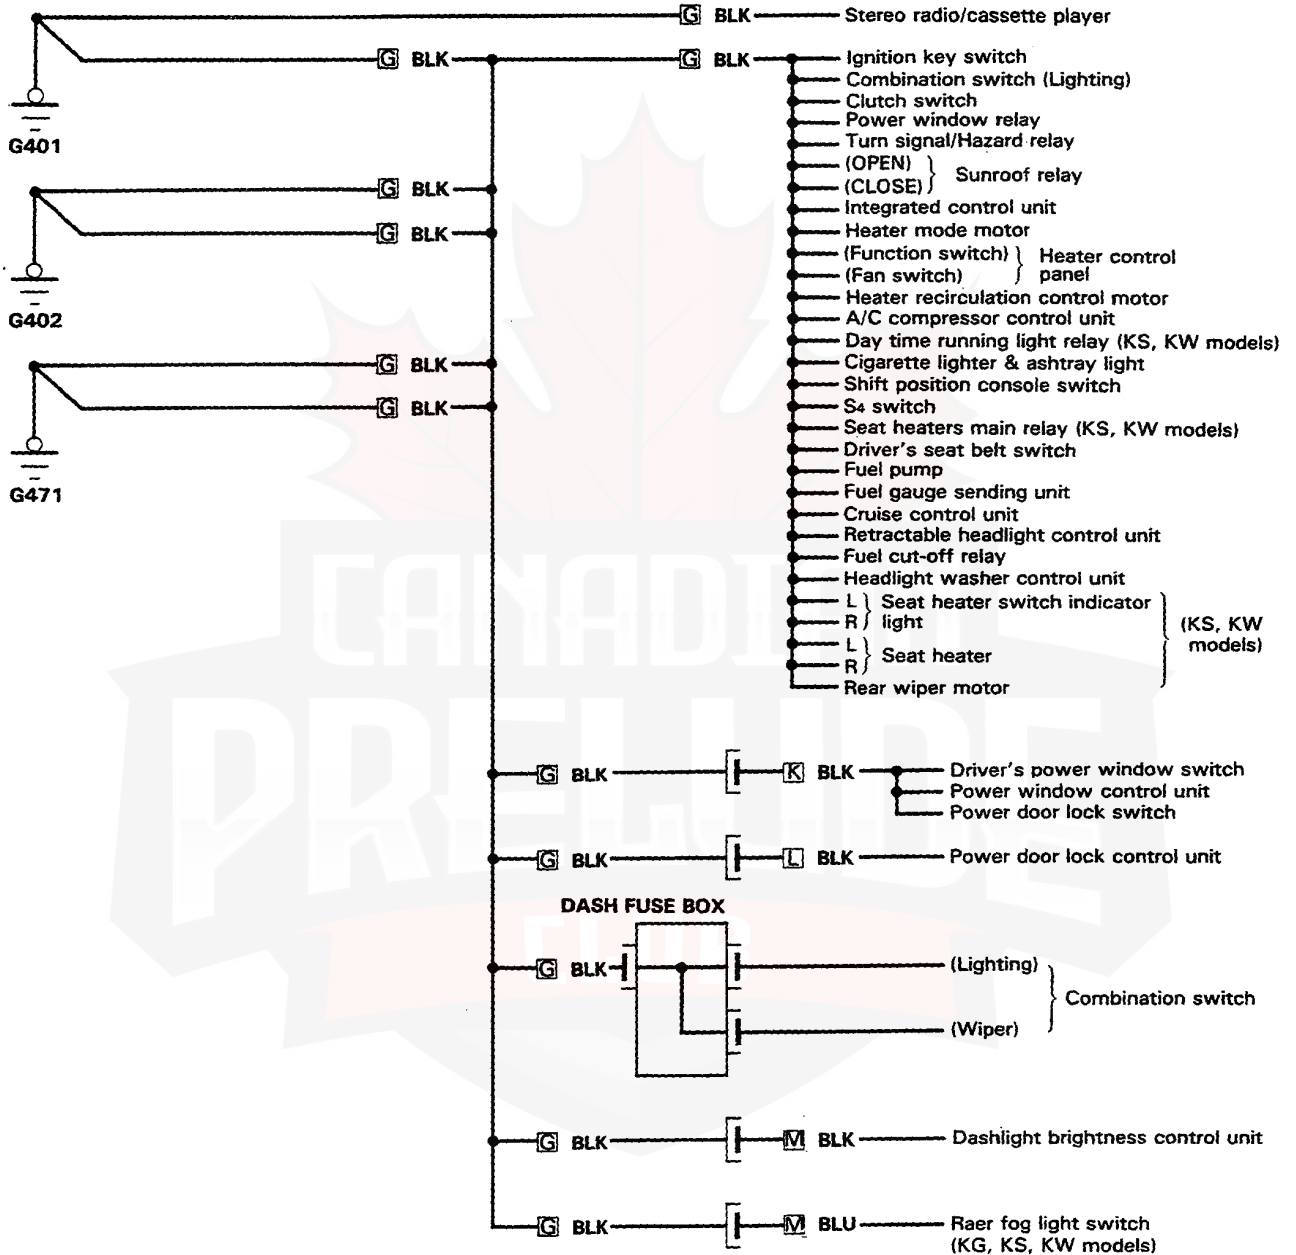 G BLK Stereo radio/cassette player
G BLK G BLK Ignition key switch
Combination switch (Lighting)
Clutch switch
Power window relay
G401
Turn signal/Hazard relay
(OPEN)
(CLOSE)
Sunroof relay
G BLK
Integrated control unit
Heater mode motor
G BLK
(Function switch)
(Fan switch)
Heater control
panel
Heater recirculation control motor
A/C compressor control unit
G402
Day time running light relay (KS, KW models)
Cigarette lighter & ashtray light
G BLK
Shift position console switch
S4 switch
G BLK
Seat heaters main relay (KS, KW models)
Driver's seat belt switch
Fuel pump
Fuel gauge sending unit
G471
Cruise control unit
Retractable headlight control unit
Fuel cut-off relay
Headlight washer control unit
L
R
Seat heater switch indicator
light
L
R
Seat heater
Rear wiper motor
(KS, KW
models)
CANADIAN
PRELUDE
CLUB
G BLK K BLK Driver's power window switch
Power window control unit
Power door lock switch
G BLK L BLK Power door lock control unit
DASH FUSE BOX
G BLK (Lighting)
(Wiper)
Combination switch
G BLK M BLK Dashlight brightness control unit
G BLK M BLU Raer fog light switch
(KG, KS, KW models)